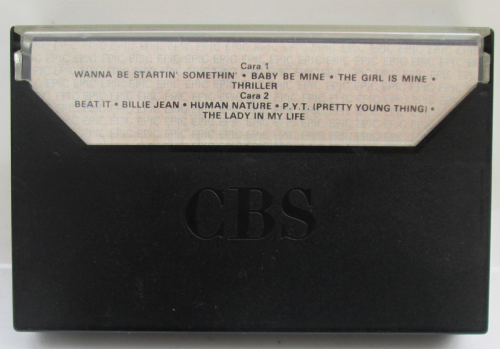 Cara 1
WANNA BE STARTIN' SOMETHIN' • BABY BE MINE • THE GIRL IS MINE •
THRILLER
Cara 2
BEAT IT • BILLIE JEAN • HUMAN NATURE • P.Y.T. (PRETTY YOUNG THING) •
THE LADY IN MY LIFE
CBS